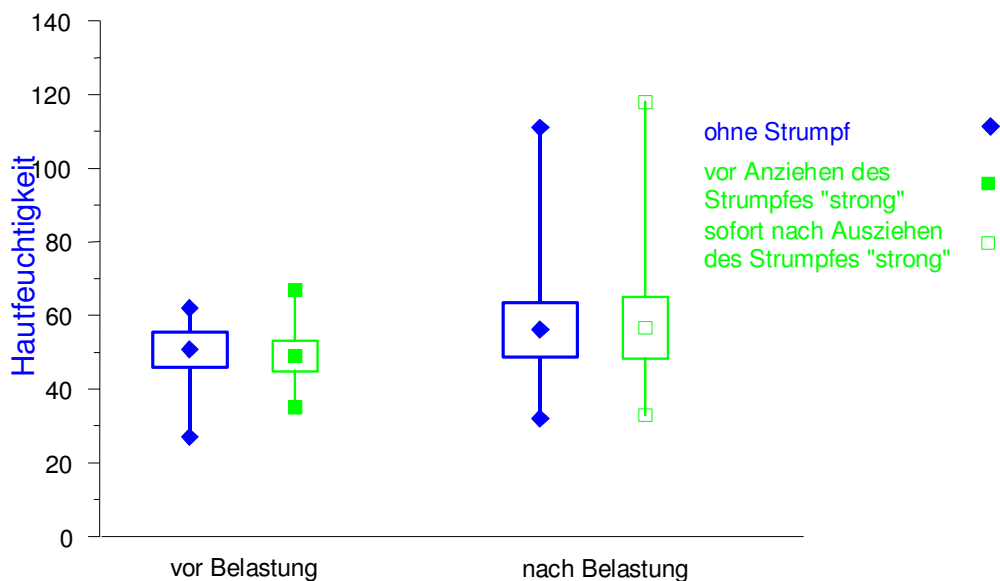 140
120
100
80
60
40
20
0
Hautfeuchtigkeit
vor Belastung
nach Belastung
ohne Strumpf
vor Anziehen des
Strumpfes "strong"
sofort nach Ausziehen
des Strumpfes "strong"